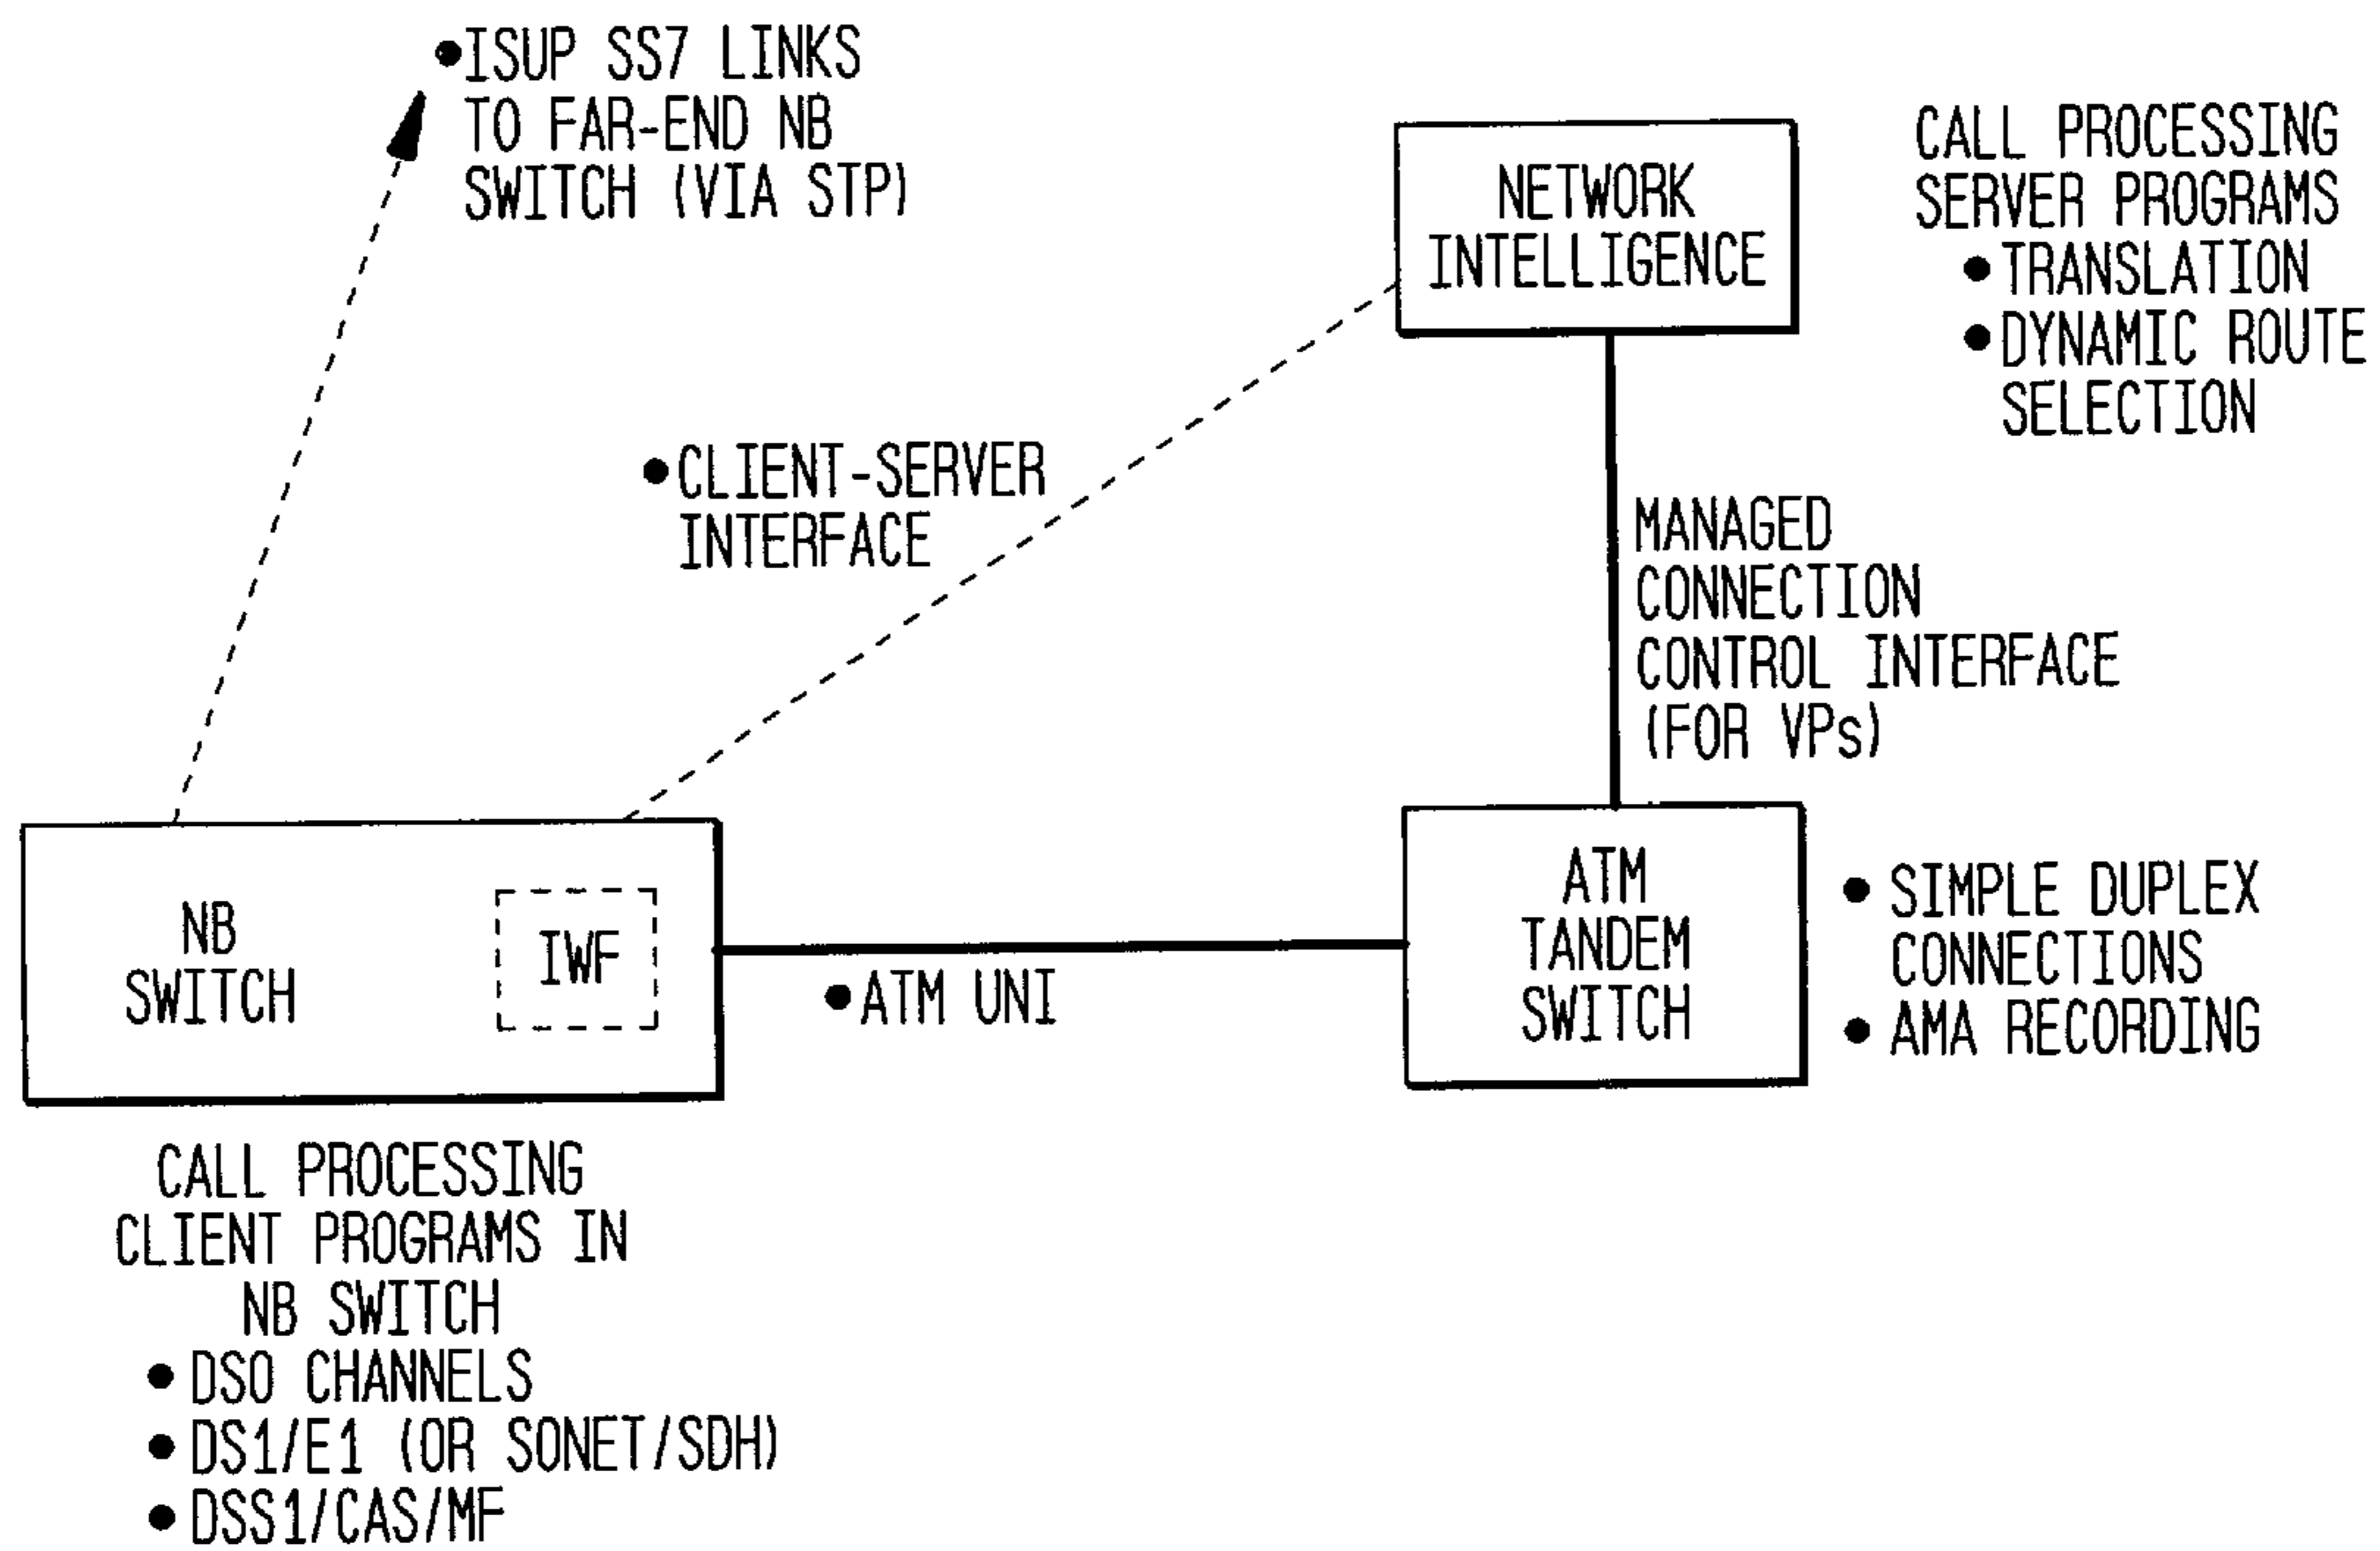 ●ISUP SS7 LINKS
TO FAR-END NB
SWITCH (VIA STP)
NETWORK
INTELLIGENCE
CALL PROCESSING
SERVER PROGRAMS
●TRANSLATION
●DYNAMIC ROUTE
SELECTION
●CLIENT-SERVER
INTERFACE
MANAGED
CONNECTION
CONTROL INTERFACE
(FOR VPs)
NB
SWITCH
IWF
●ATM UNI
ATM
TANDEM
SWITCH
● SIMPLE DUPLEX
CONNECTIONS
● AMA RECORDING
CALL PROCESSING
CLIENT PROGRAMS IN
NB SWITCH
● DS0 CHANNELS
● DS1/E1 (OR SONET/SDH)
● DSS1/CAS/MF